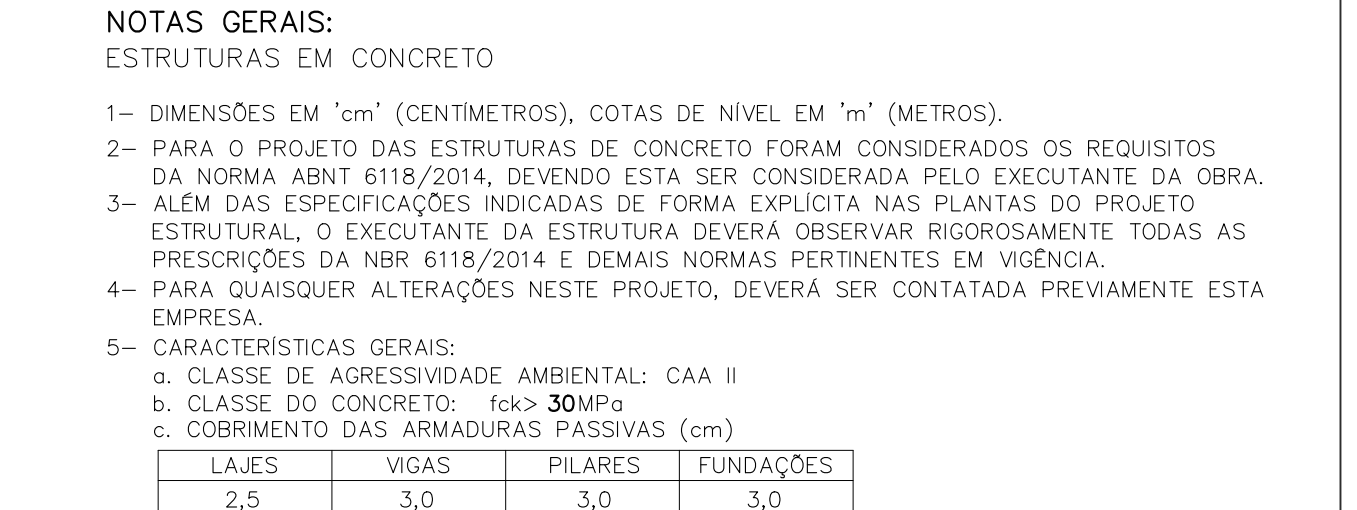 NOTAS GERAIS:
ESTRUTURAS EM CONCRETO
1– DIMENSÕES EM 'cm' (CENTÍMETROS), COTAS DE NÍVEL EM 'm' (METROS).
2– PARA O PROJETO DAS ESTRUTURAS DE CONCRETO FORAM CONSIDERADOS OS REQUISITOS
DA NORMA ABNT 6118/2014, DEVENDO ESTA SER CONSIDERADA PELO EXECUTANTE DA OBRA.
3– ALÉM DAS ESPECIFICAÇÕES INDICADAS DE FORMA EXPLÍCITA NAS PLANTAS DO PROJETO
ESTRUTURAL, O EXECUTANTE DA ESTRUTURA DEVERÁ OBSERVAR RIGOROSAMENTE TODAS AS
PRESCRIÇÕES DA NBR 6118/2014 E DEMAIS NORMAS PERTINENTES EM VIGÊNCIA.
4– PARA QUAISQUER ALTERAÇÕES NESTE PROJETO, DEVERÁ SER CONTATADA PREVIAMENTE ESTA
EMPRESA.
5– CARACTERÍSTICAS GERAIS:
a. CLASSE DE AGRESSIVIDADE AMBIENTAL: CAA II
b. CLASSE DO CONCRETO: fck> 30MPa
c. COBRIMENTO DAS ARMADURAS PASSIVAS (cm)
LAJES VIGAS PILARES FUNDAÇÕES
2,5 3,0 3,0 3,0